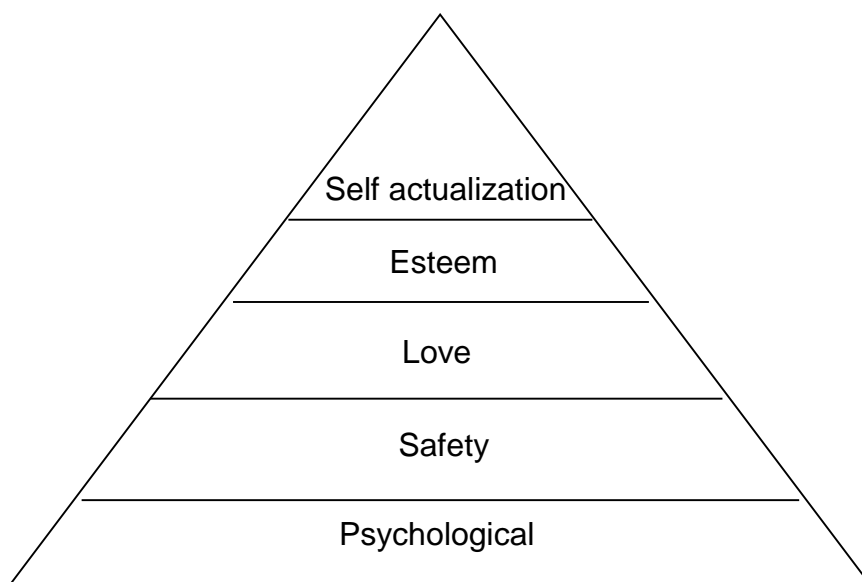 Self actualization
Esteem
Love
Safety
Psychological